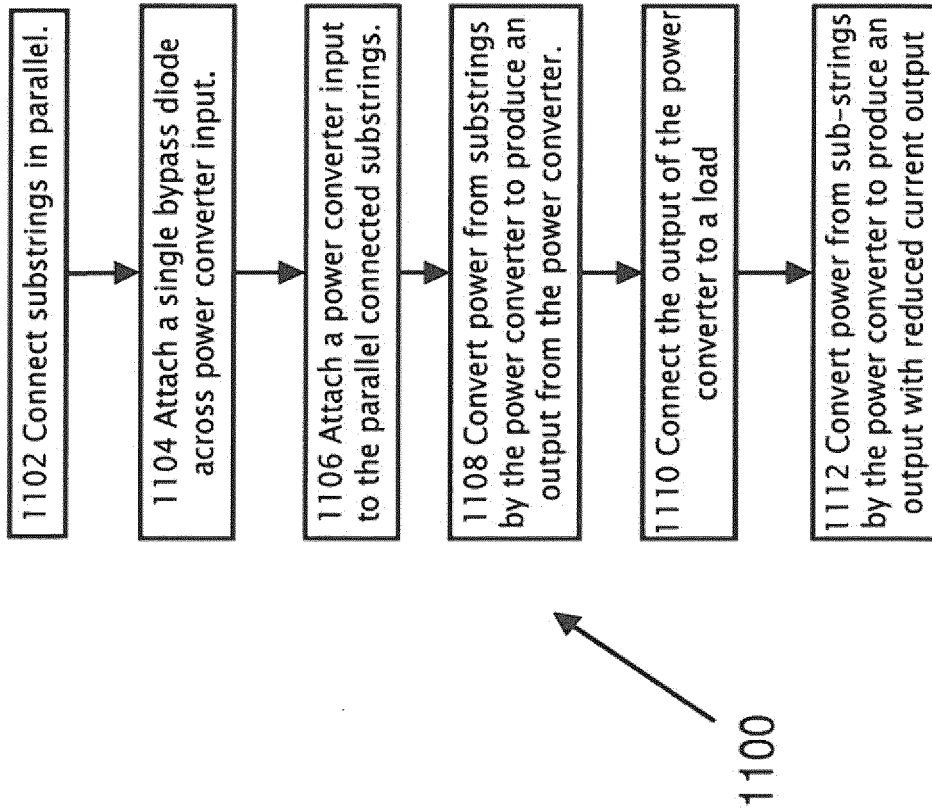 1102 Connect substrings in parallel.
1104 Attach a single bypass diode
across power converter input.
1106 Attach a power converter input
to the parallel connected substrings.
1108 Convert power from substrings
by the power converter to produce an
output from the power converter.
1110 Connect the output of the power
converter to a load
1112 Convert power from sub-strings
by the power converter to produce an
output with reduced current output
1100